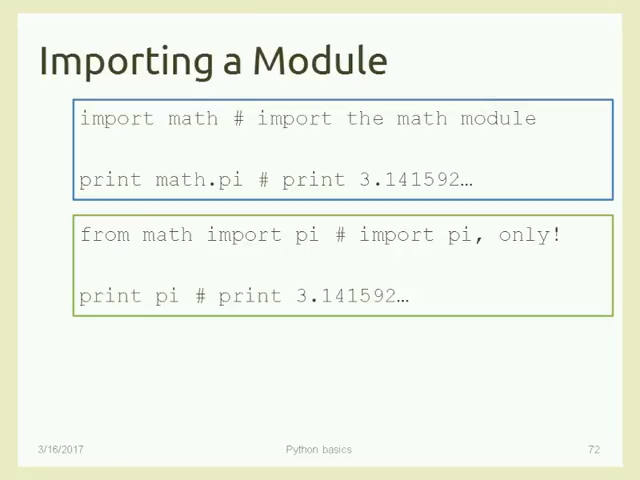 Importing a Module
import math # import the math module
print math.pi # print 3.141592…
from math import pi # import pi, only!
print pi # print 3.141592…
3/16/2017
Python basics
72